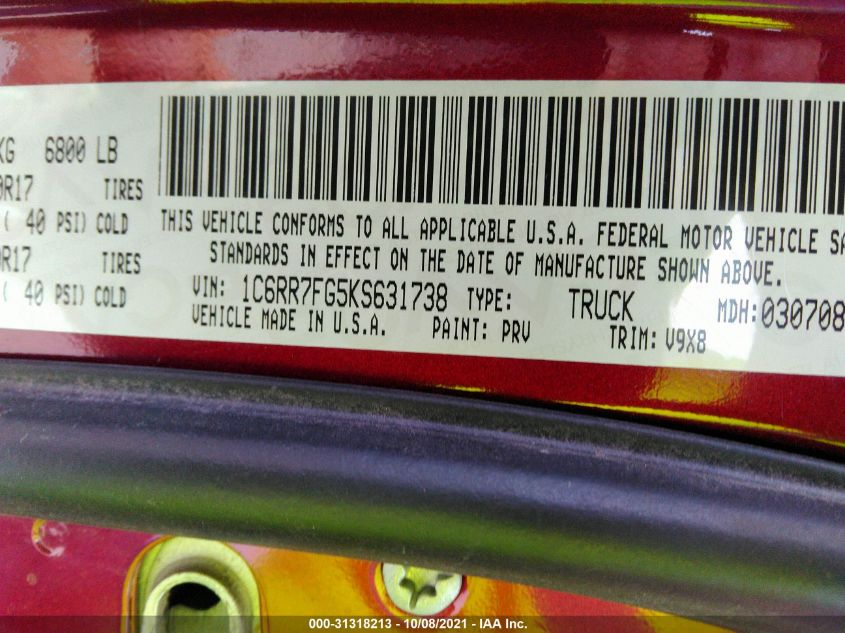 KG 6800 LB
0R17 TIRES
( 40 PSI) COLD
0R17 TIRES
( 40 PSI) COLD
THIS VEHICLE CONFORMS TO ALL APPLICABLE U.S.A. FEDERAL MOTOR VEHICLE SA
STANDARDS IN EFFECT ON THE DATE OF MANUFACTURE SHOWN ABOVE.
VIN: 1C6RR7FG5KS631738 TYPE: TRUCK MDH:030708
VEHICLE MADE IN U.S.A. PAINT: PRV TRIM: V9X8
000-31318213 - 10/08/2021 - IAA Inc.